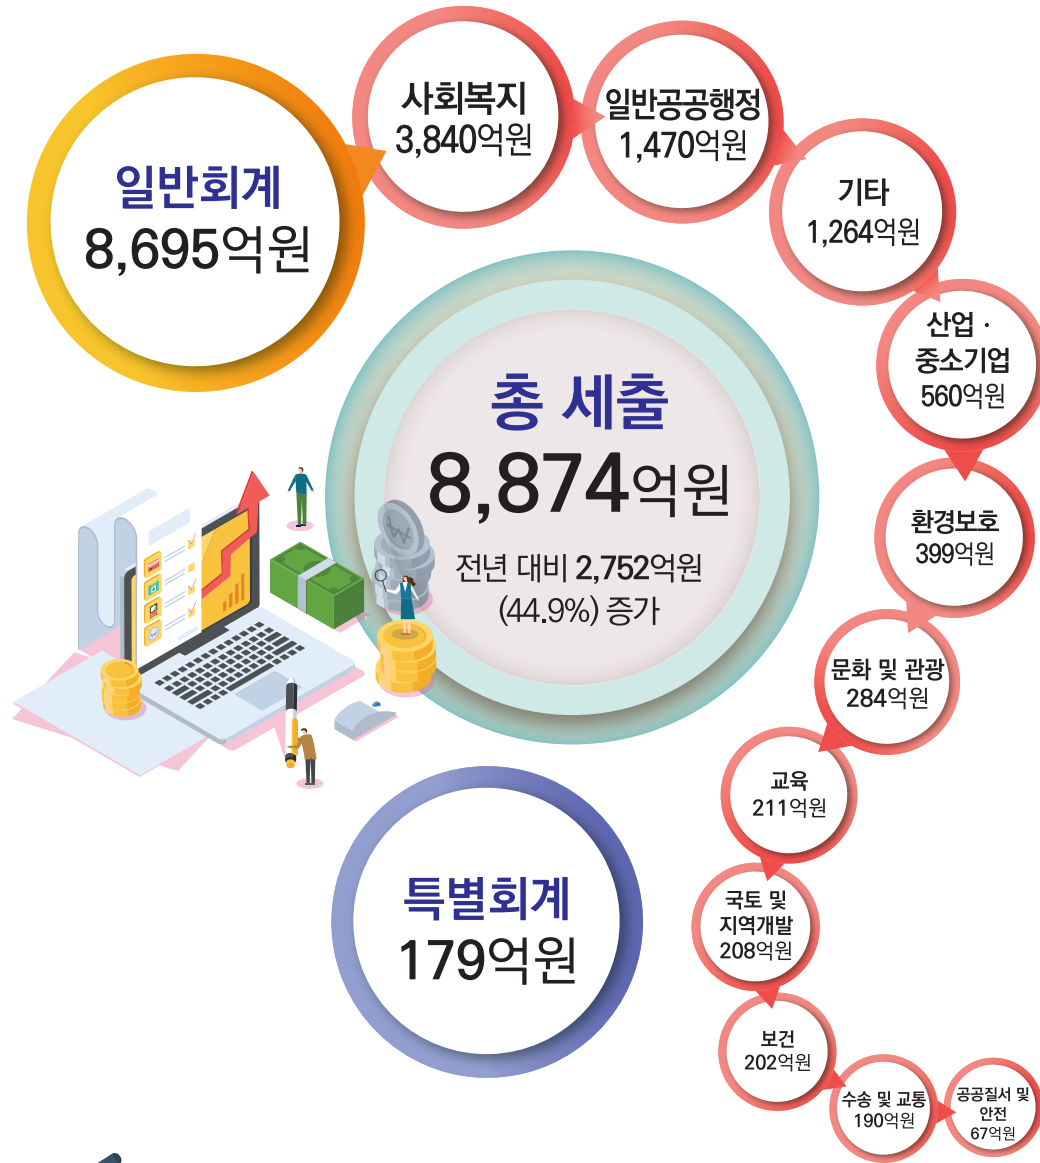 일반회계
8,695억원
사회복지
3,840억원
일반공공행정
1,470억원
기타
1,264억원
산업 ·
중소기업
560억원
환경보호
399억원
문화 및 관광
284억원
교육
211억원
국토 및
지역개발
208억원
보건
202억원
수송 및 교통
190억원
공공질서 및
안전
67억원
총 세출
8,874억원
전년 대비 2,752억원
(44.9%) 증가
특별회계
179억원